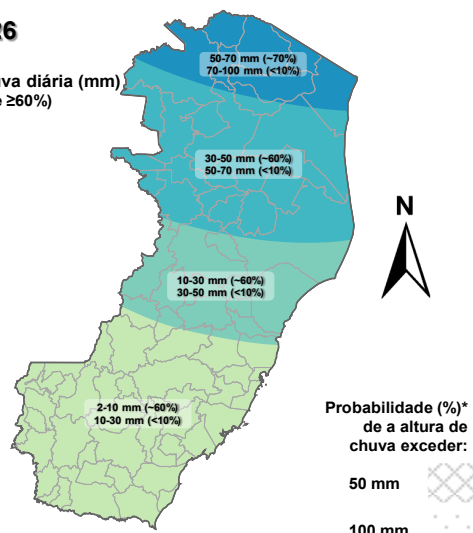 26
uva diária (mm)
e ≥60%)
50-70 mm (~70%)
70-100 mm (<10%)
30-50 mm (~60%)
50-70 mm (<10%)
N
10-30 mm (~60%)
30-50 mm (<10%)
2-10 mm (~60%)
10-30 mm (<10%)
Probabilidade (%)*
de a altura de
chuva exceder:
50 mm
100 mm